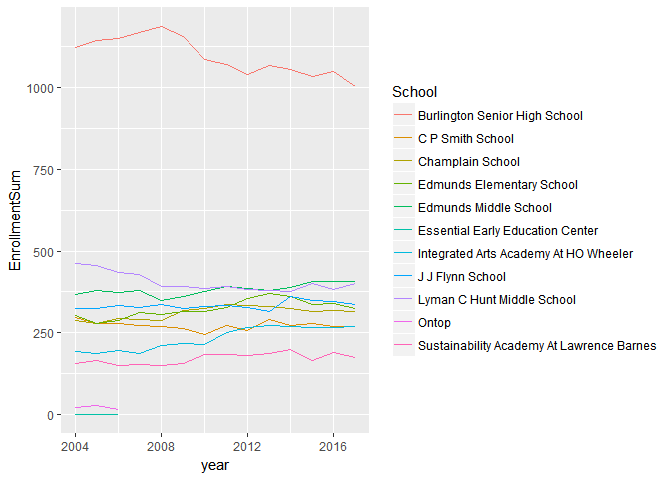 1000
750
500
250
0
EnrollmentSum
2004
2008
2012
2016
year
School
Burlington Senior High School
C P Smith School
Champlain School
Edmunds Elementary School
Edmunds Middle School
Essential Early Education Center
Integrated Arts Academy At HO Wheeler
J J Flynn School
Lyman C Hunt Middle School
Ontop
Sustainability Academy At Lawrence Barnes